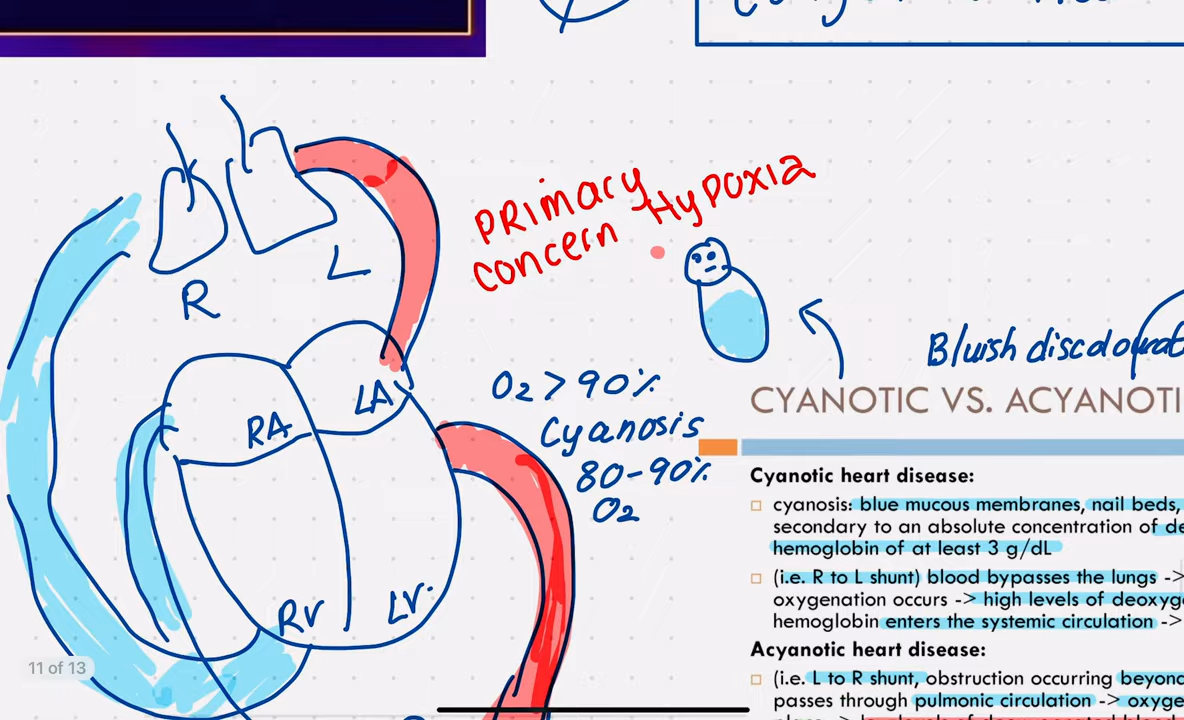 R
L
PRimary Hypoxia
concern
RA
LA
RV
LV
O2 > 90%
Cyanosis
80-90%
O2
Bluish
CYANOTIC VS. ACYANOTI
Cyanotic heart disease:
cyanosis: blue mucous membranes, nail beds,
secondary to an absolute concentration of de
hemoglobin of at least 3 g/dL
(i.e. R to L shunt) blood bypasses the lungs ->
oxygenation occurs -> high levels of deoxyge
hemoglobin enters the systemic circulation ->
Acyanotic heart disease:
(i.e. L to R shunt, obstruction occurring beyond
passes through pulmonic circulation -> oxyge
11 of 13